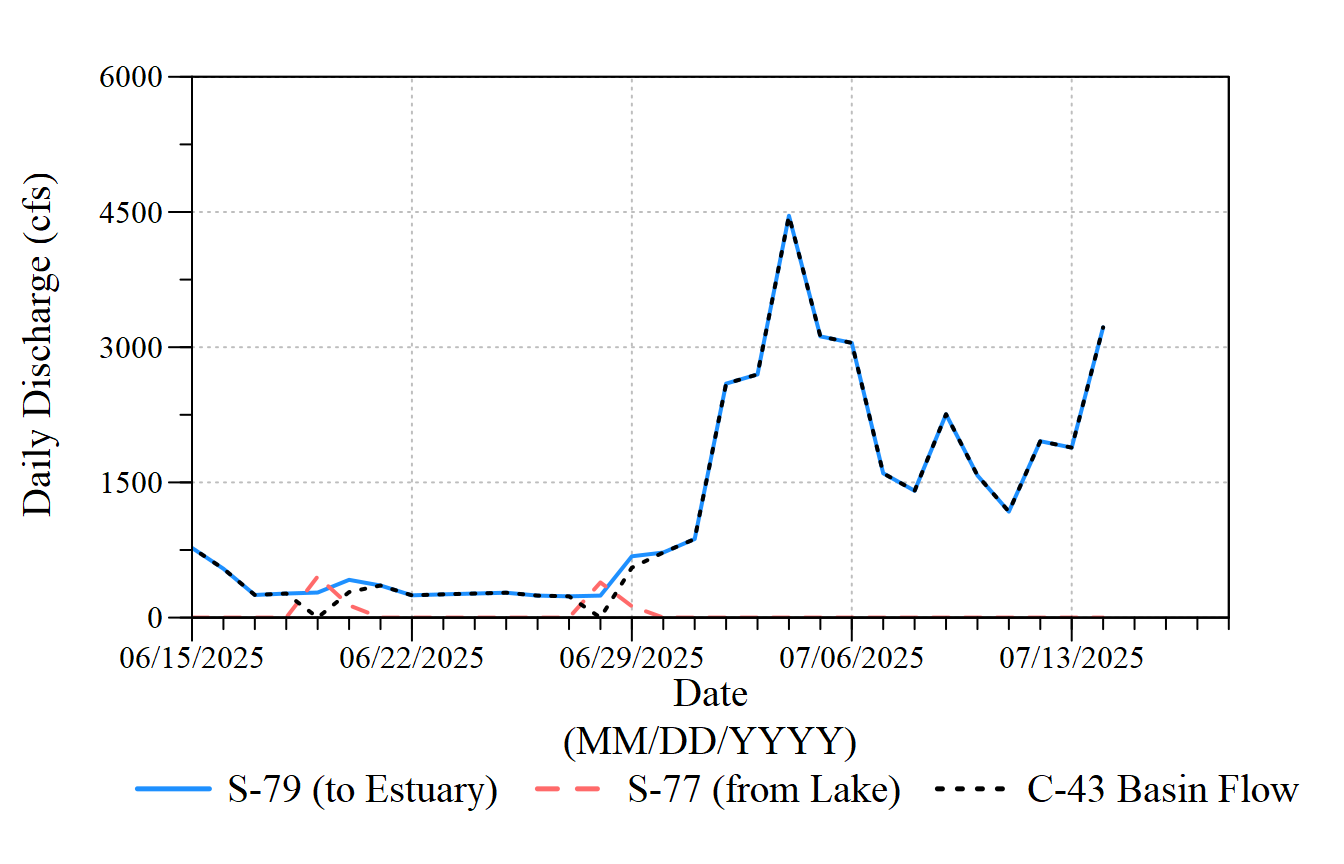 6000
4500
3000
1500
0
Daily Discharge (cfs)
06/15/2025 06/22/2025 06/29/2025 07/06/2025 07/13/2025
Date
(MM/DD/YYYY)
S-79 (to Estuary) S-77 (from Lake) C-43 Basin Flow